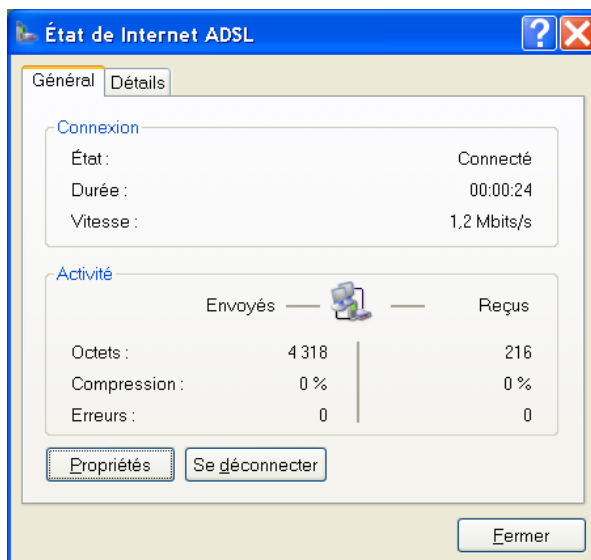 État de Internet ADSL
Général Détails
Connexion
État : Connecté
Durée : 00:00:24
Vitesse : 1,2 Mbits/s
Activité
Envoyés Reçus
Octets : 4 318 216
Compression : 0 % 0 %
Erreurs : 0 0
Propriétés Se déconnecter
Fermer